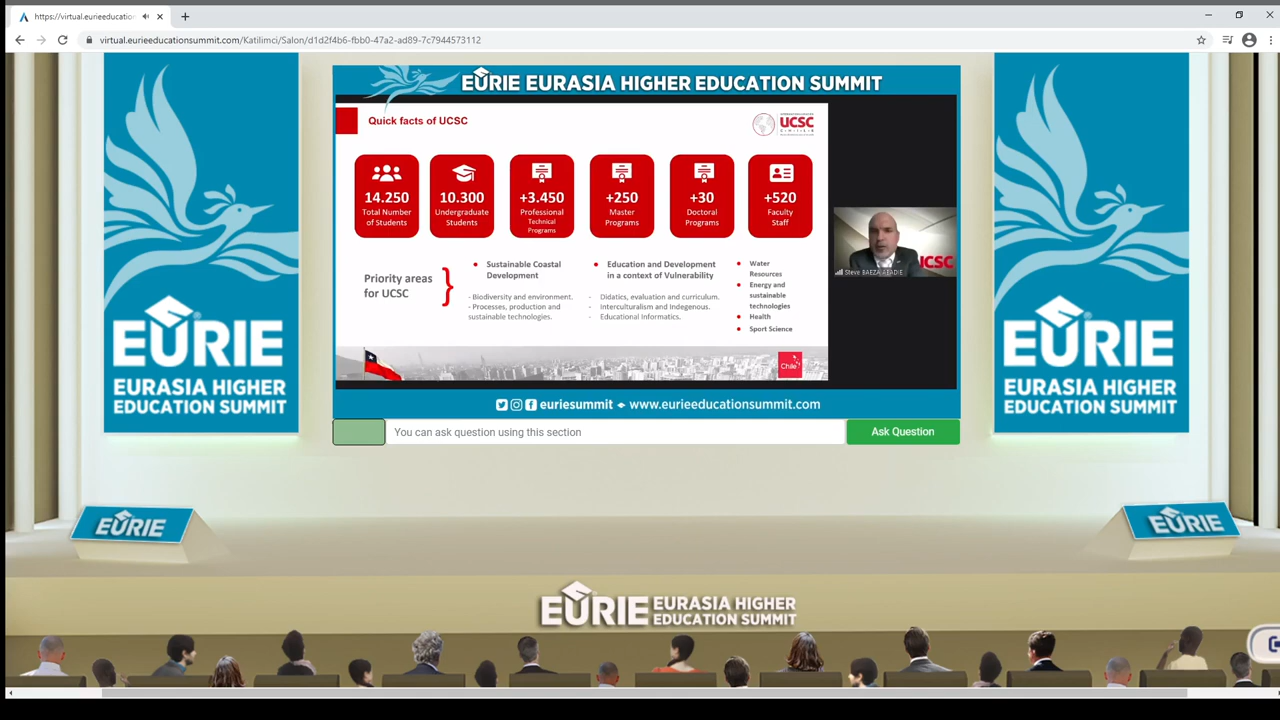 https://virtual.eurieeducatio
virtual.eurieeducationsummit.com/Katilimci/Salon/d1d2f4b6-fbb0-47a2-ad89-7c7944573112
EURIE EURASIA HIGHER EDUCATION SUMMIT
Quick facts of UCSC
UCSC
14.250
Total Number
of Students
10.300
Undergraduate
Students
+3.450
Professional
Technical
Programs
+250
Master
Programs
+30
Doctoral
Programs
+520
Faculty
Staff
Priority areas
for UCSC
• Sustainable Coastal
Development
- Biodiversity and environment.
- Processes, production and
sustainable technologies.
• Education and Development
in a context of Vulnerability
- Didatics, evaluation and curriculum.
- Interculturalism and Indegenous.
- Educational Informatics.
• Water
Resources
• Energy and
sustainable
technologies
• Health
• Sport Science
Chile
Steve BAEZA ABADIE
UCSC
euriesummit www.eurieeducationsummit.com
You can ask question using this section
Ask Question
EURIE
EURASIA HIGHER
EDUCATION SUMMIT
EURIE
EURASIA HIGHER
EDUCATION SUMMIT
EURIE
EURIE
EURIE EURASIA HIGHER
EDUCATION SUMMIT